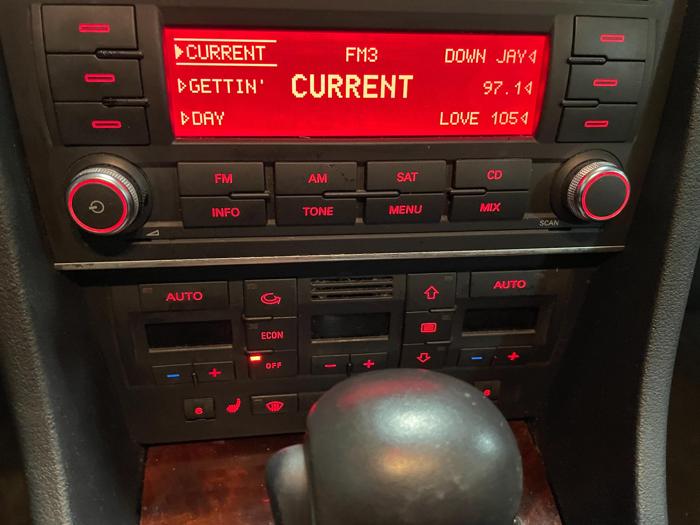 CURRENT FM3 DOWN JAY
GETTIN' CURRENT 97.1
DAY LOVE 105
FM AM SAT CD
INFO TONE MENU MIX
SCAN
AUTO AUTO
ECON
OFF